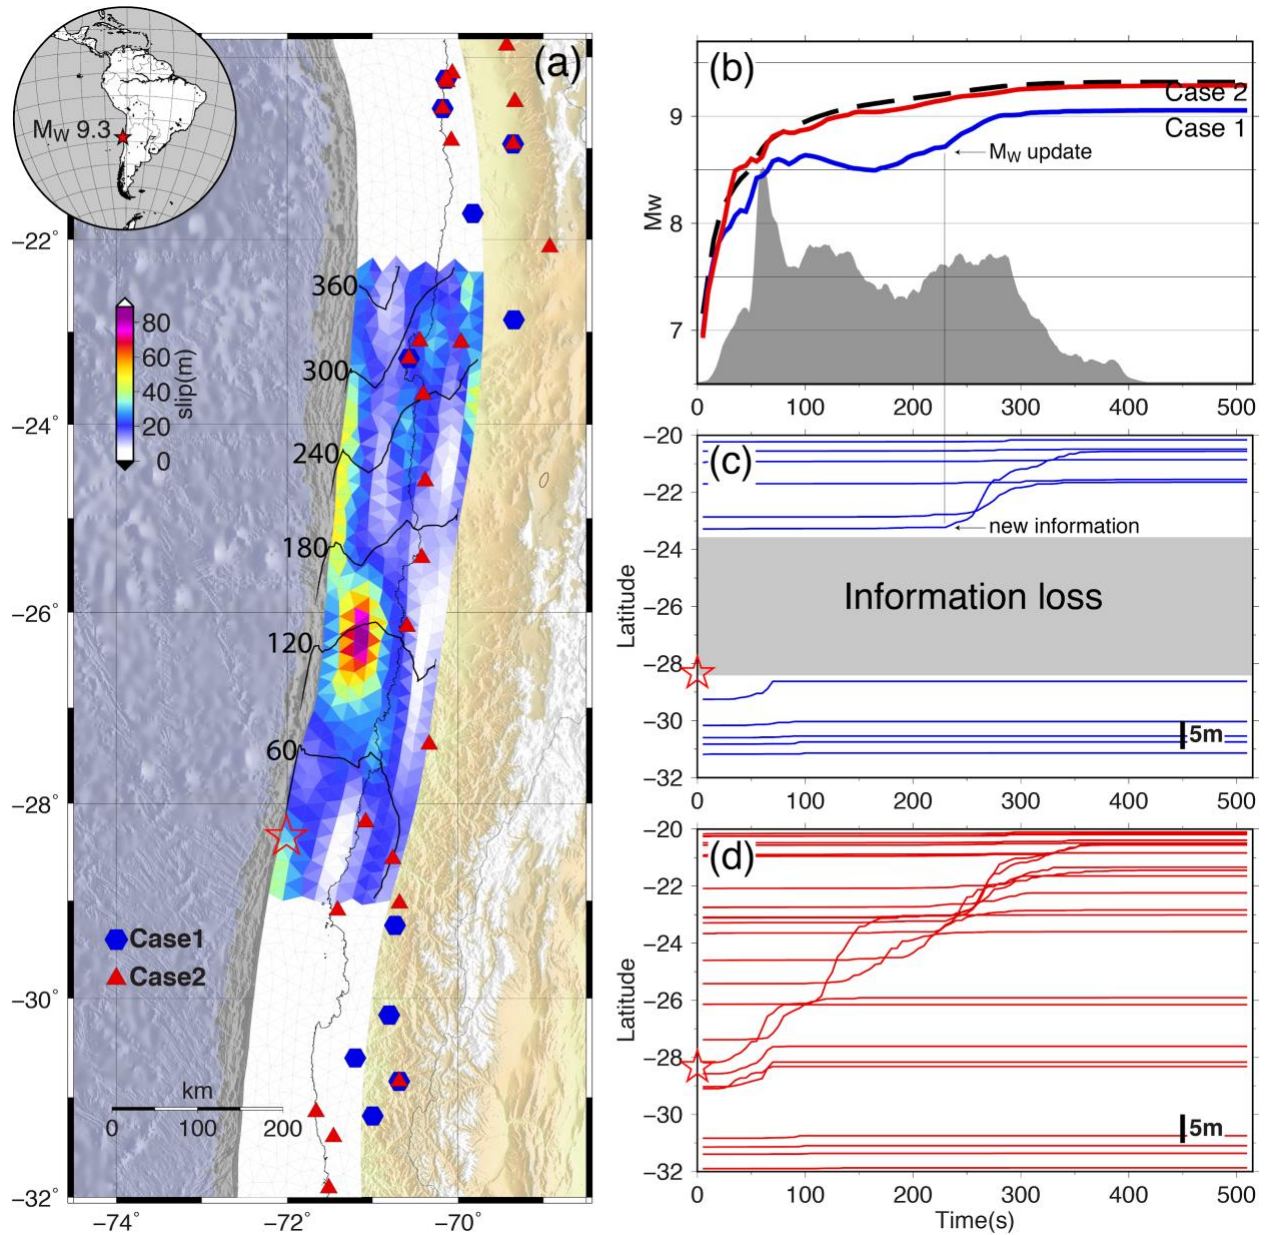 M_W 9.3
(a)
−22°
−24°
−26°
−28°
−30°
−32°
−74°
−72°
−70°
360
300
240
180
120
60
80
60
40
20
0
slip(m)
Case1
Case2
km
0
100
200
(b)
Case 2
Case 1
M_W update
Mw
9
8
7
0
100
200
300
400
500
(c)
−20
−22
−24
−26
−28
−30
−32
Latitude
new information
Information loss
5m
0
100
200
300
400
500
(d)
−20
−22
−24
−26
−28
−30
−32
Latitude
5m
0
100
200
300
400
500
Time(s)